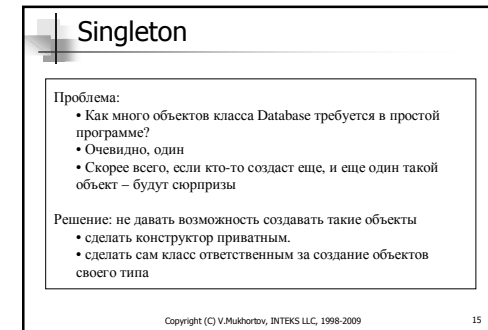 Singleton
Проблема:
• Как много объектов класса Database требуется в простой
программе?
• Очевидно, один
• Скорее всего, если кто-то создаст еще, и еще один такой
объект – будут сюрпризы
Решение: не давать возможность создавать такие объекты
• сделать конструктор приватным.
• сделать сам класс ответственным за создание объектов
своего типа
Copyright (C) V.Mukhortov, INTEKS LLC, 1998-2009
15